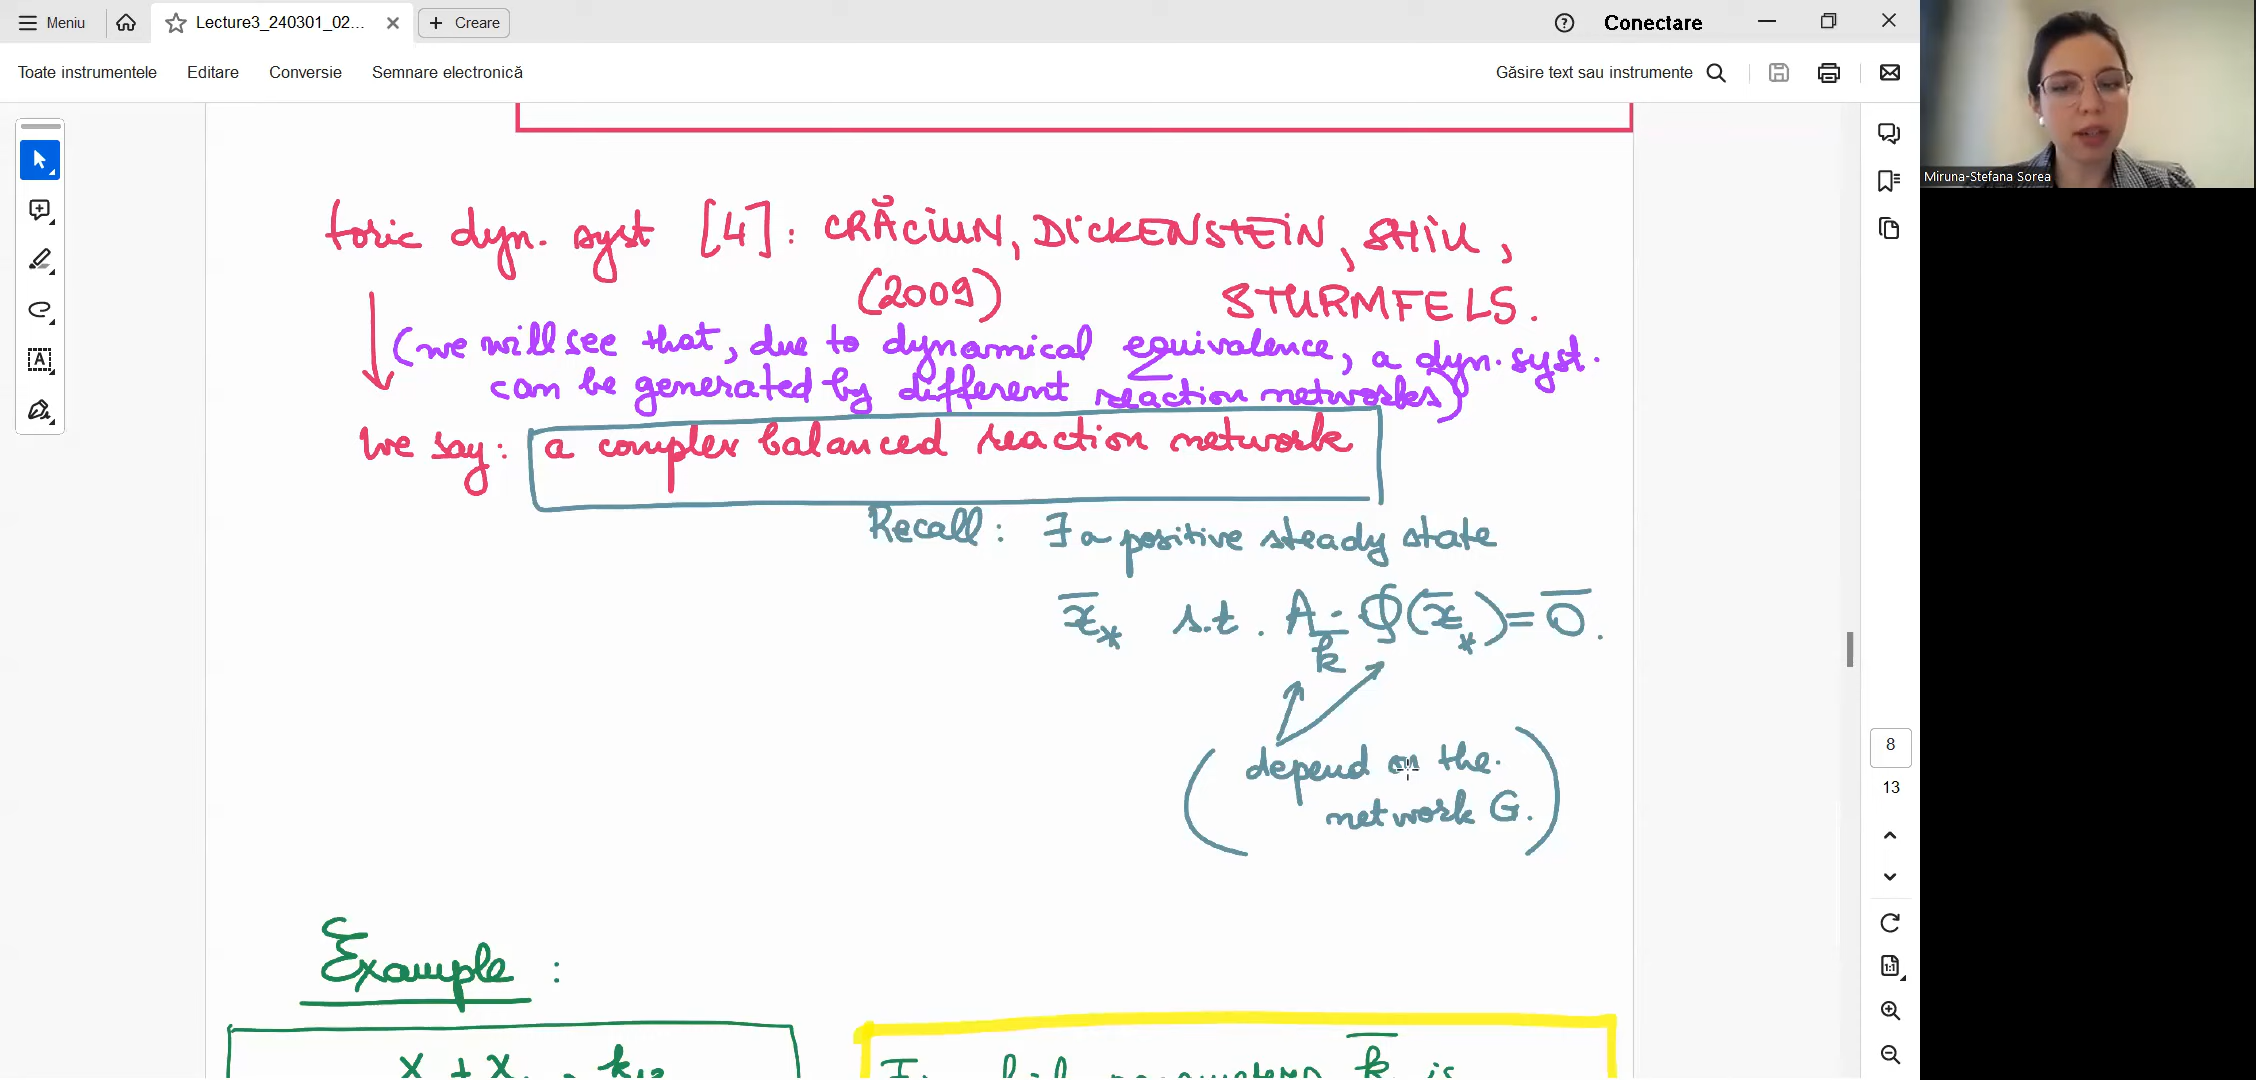 Meniu
Lecture3_240301_02...
Creare
Conectare
Toate instrumentele
Editare
Conversie
Semnare electronică
Găsire text sau instrumente
Miruna-Stefana Sorea
toric dyn. syst [4]: CRĂCIUN, DICKENSTEIN, SHIU,
(2009) STURMFELS.
(we will see that, due to dynamical equivalence, a dyn. syst.
can be generated by different reaction networks)
We say: a complex balanced reaction network
Recall: ∃ a positive steady state
x̄* s.t. A_k · Φ(x̄*) = 0̄.
(depend on the
network G.)
Example:
8
13
k̄ is